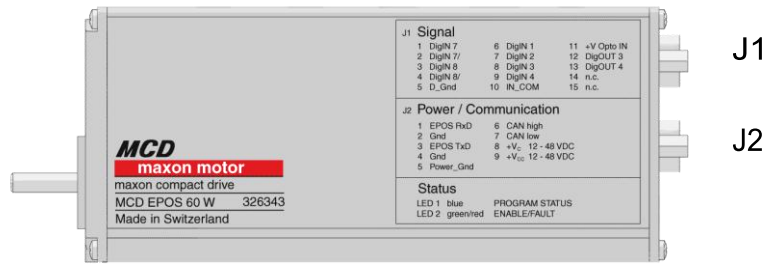 J1 Signal
1 DigIN 7 6 DigIN 1 11 +V Opto IN
2 DigIN 7/ 7 DigIN 2 12 DigOUT 3
3 DigIN 8 8 DigIN 3 13 DigOUT 4
4 DigIN 8/ 9 DigIN 4 14 n.c.
5 D_Gnd 10 IN_COM 15 n.c.
J1
J2 Power / Communication
1 EPOS RxD 6 CAN high
2 Gnd 7 CAN low
3 EPOS TxD 8 +Vc 12 - 48 VDC
4 Gnd 9 +Vcc 12 - 48 VDC
5 Power_Gnd
J2
MCD
maxon motor
maxon compact drive
MCD EPOS 60 W 326343
Made in Switzerland
Status
LED 1 blue PROGRAM STATUS
LED 2 green/red ENABLE/FAULT